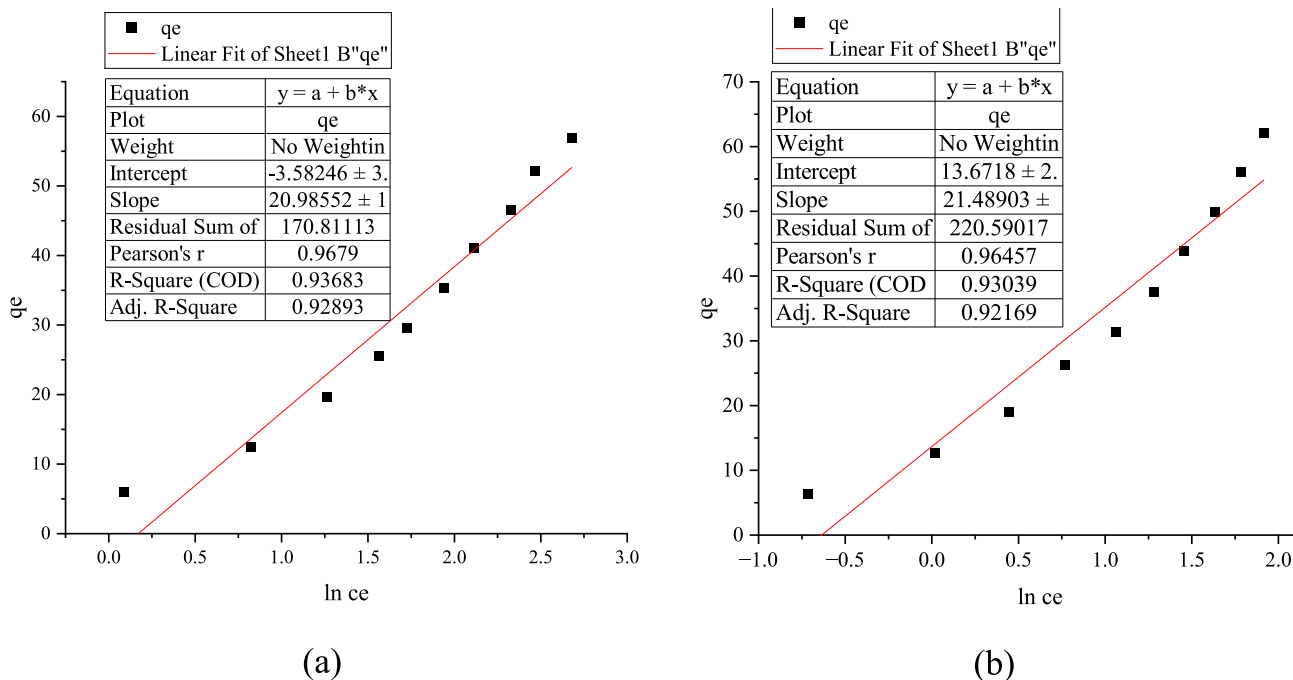 qe
Linear Fit of Sheet1 B"qe"
Equation y = a + b*x
Plot qe
Weight No Weightin
Intercept -3.58246 ± 3.
Slope 20.98552 ± 1
Residual Sum of 170.81113
Pearson's r 0.9679
R-Square (COD) 0.93683
Adj. R-Square 0.92893
60
50
40
30
20
10
0
qe
0.0 0.5 1.0 1.5 2.0 2.5 3.0
ln ce
(a)
qe
Linear Fit of Sheet1 B"qe"
Equation y = a + b*x
Plot qe
Weight No Weightin
Intercept 13.6718 ± 2.
Slope 21.48903 ±
Residual Sum of 220.59017
Pearson's r 0.96457
R-Square (COD 0.93039
Adj. R-Square 0.92169
70
60
50
40
30
20
10
0
qe
−1.0 −0.5 0.0 0.5 1.0 1.5 2.0
ln ce
(b)